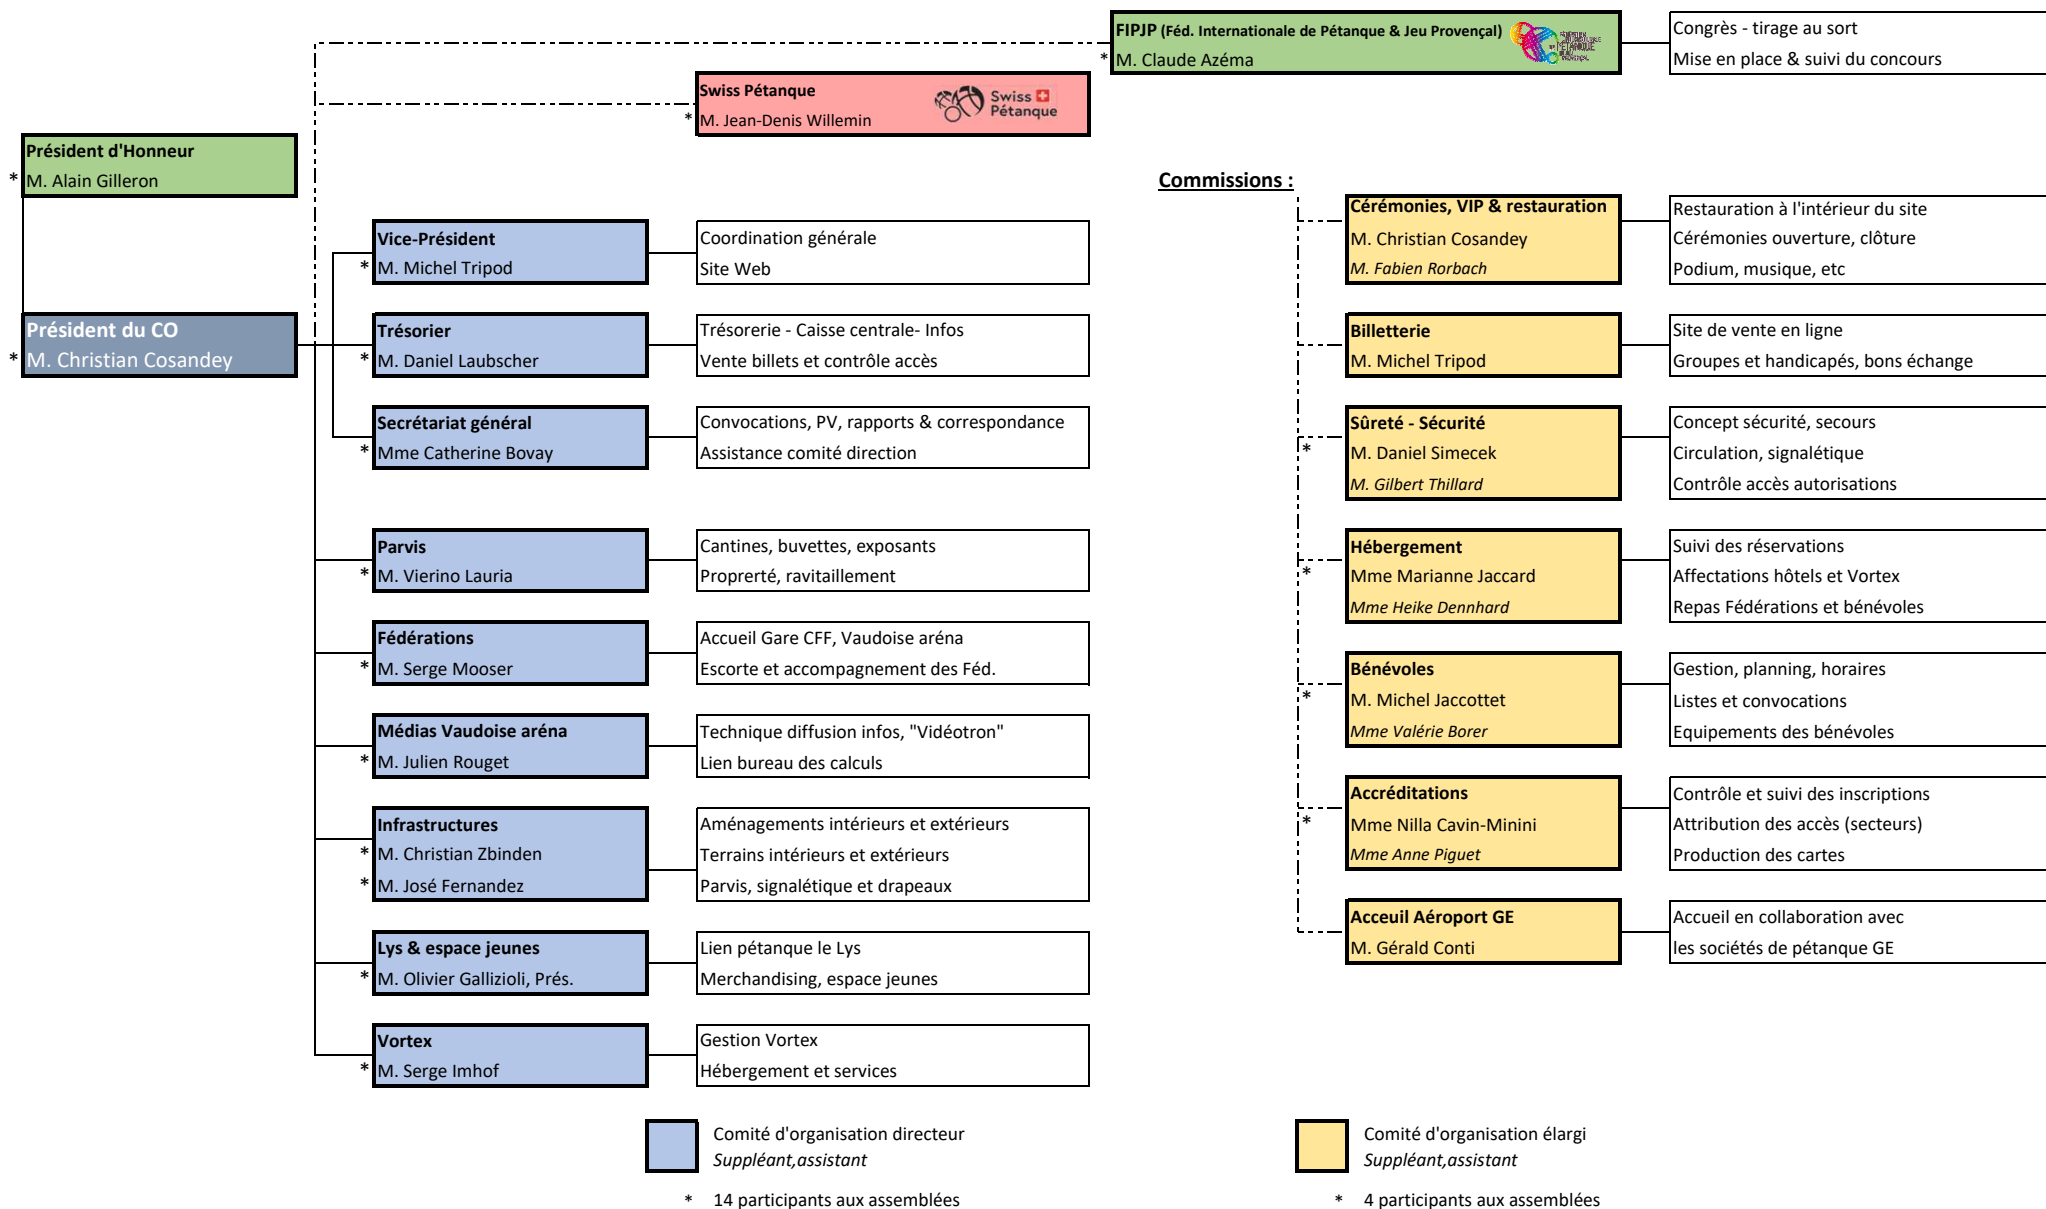 FIPJP (Féd. Internationale de Pétanque & Jeu Provençal)
* M. Claude Azéma
Congrès - tirage au sort
Mise en place & suivi du concours
Swiss Pétanque
* M. Jean-Denis Willemin
Swiss
Pétanque
Président d'Honneur
* M. Alain Gilleron
Président du CO
* M. Christian Cosandey
Vice-Président
* M. Michel Tripod
Coordination générale
Site Web
Trésorier
* M. Daniel Laubscher
Trésorerie - Caisse centrale- Infos
Vente billets et contrôle accès
Secrétariat général
* Mme Catherine Bovay
Convocations, PV, rapports & correspondance
Assistance comité direction
Parvis
* M. Vierino Lauria
Cantines, buvettes, exposants
Proprerté, ravitaillement
Fédérations
* M. Serge Mooser
Accueil Gare CFF, Vaudoise aréna
Escorte et accompagnement des Féd.
Médias Vaudoise aréna
* M. Julien Rouget
Technique diffusion infos, "Vidéotron"
Lien bureau des calculs
Infrastructures
* M. Christian Zbinden
* M. José Fernandez
Aménagements intérieurs et extérieurs
Terrains intérieurs et extérieurs
Parvis, signalétique et drapeaux
Lys & espace jeunes
* M. Olivier Gallizioli, Prés.
Lien pétanque le Lys
Merchandising, espace jeunes
Vortex
* M. Serge Imhof
Gestion Vortex
Hébergement et services
Commissions :
Cérémonies, VIP & restauration
M. Christian Cosandey
M. Fabien Rorbach
Restauration à l'intérieur du site
Cérémonies ouverture, clôture
Podium, musique, etc
Billetterie
M. Michel Tripod
Site de vente en ligne
Groupes et handicapés, bons échange
Sûreté - Sécurité
* M. Daniel Simecek
M. Gilbert Thillard
Concept sécurité, secours
Circulation, signalétique
Contrôle accès autorisations
Hébergement
* Mme Marianne Jaccard
Mme Heike Dennhard
Suivi des réservations
Affectations hôtels et Vortex
Repas Fédérations et bénévoles
Bénévoles
* M. Michel Jaccottet
Mme Valérie Borer
Gestion, planning, horaires
Listes et convocations
Equipements des bénévoles
Accréditations
* Mme Nilla Cavin-Minini
Mme Anne Piguet
Contrôle et suivi des inscriptions
Attribution des accès (secteurs)
Production des cartes
Acceuil Aéroport GE
M. Gérald Conti
Accueil en collaboration avec
les sociétés de pétanque GE
Comité d'organisation directeur
Suppléant,assistant
* 14 participants aux assemblées
Comité d'organisation élargi
Suppléant,assistant
* 4 participants aux assemblées